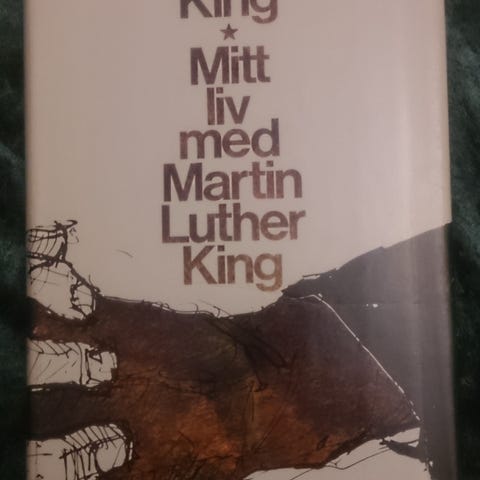 King
★
Mitt
liv
med
Martin
Luther
King